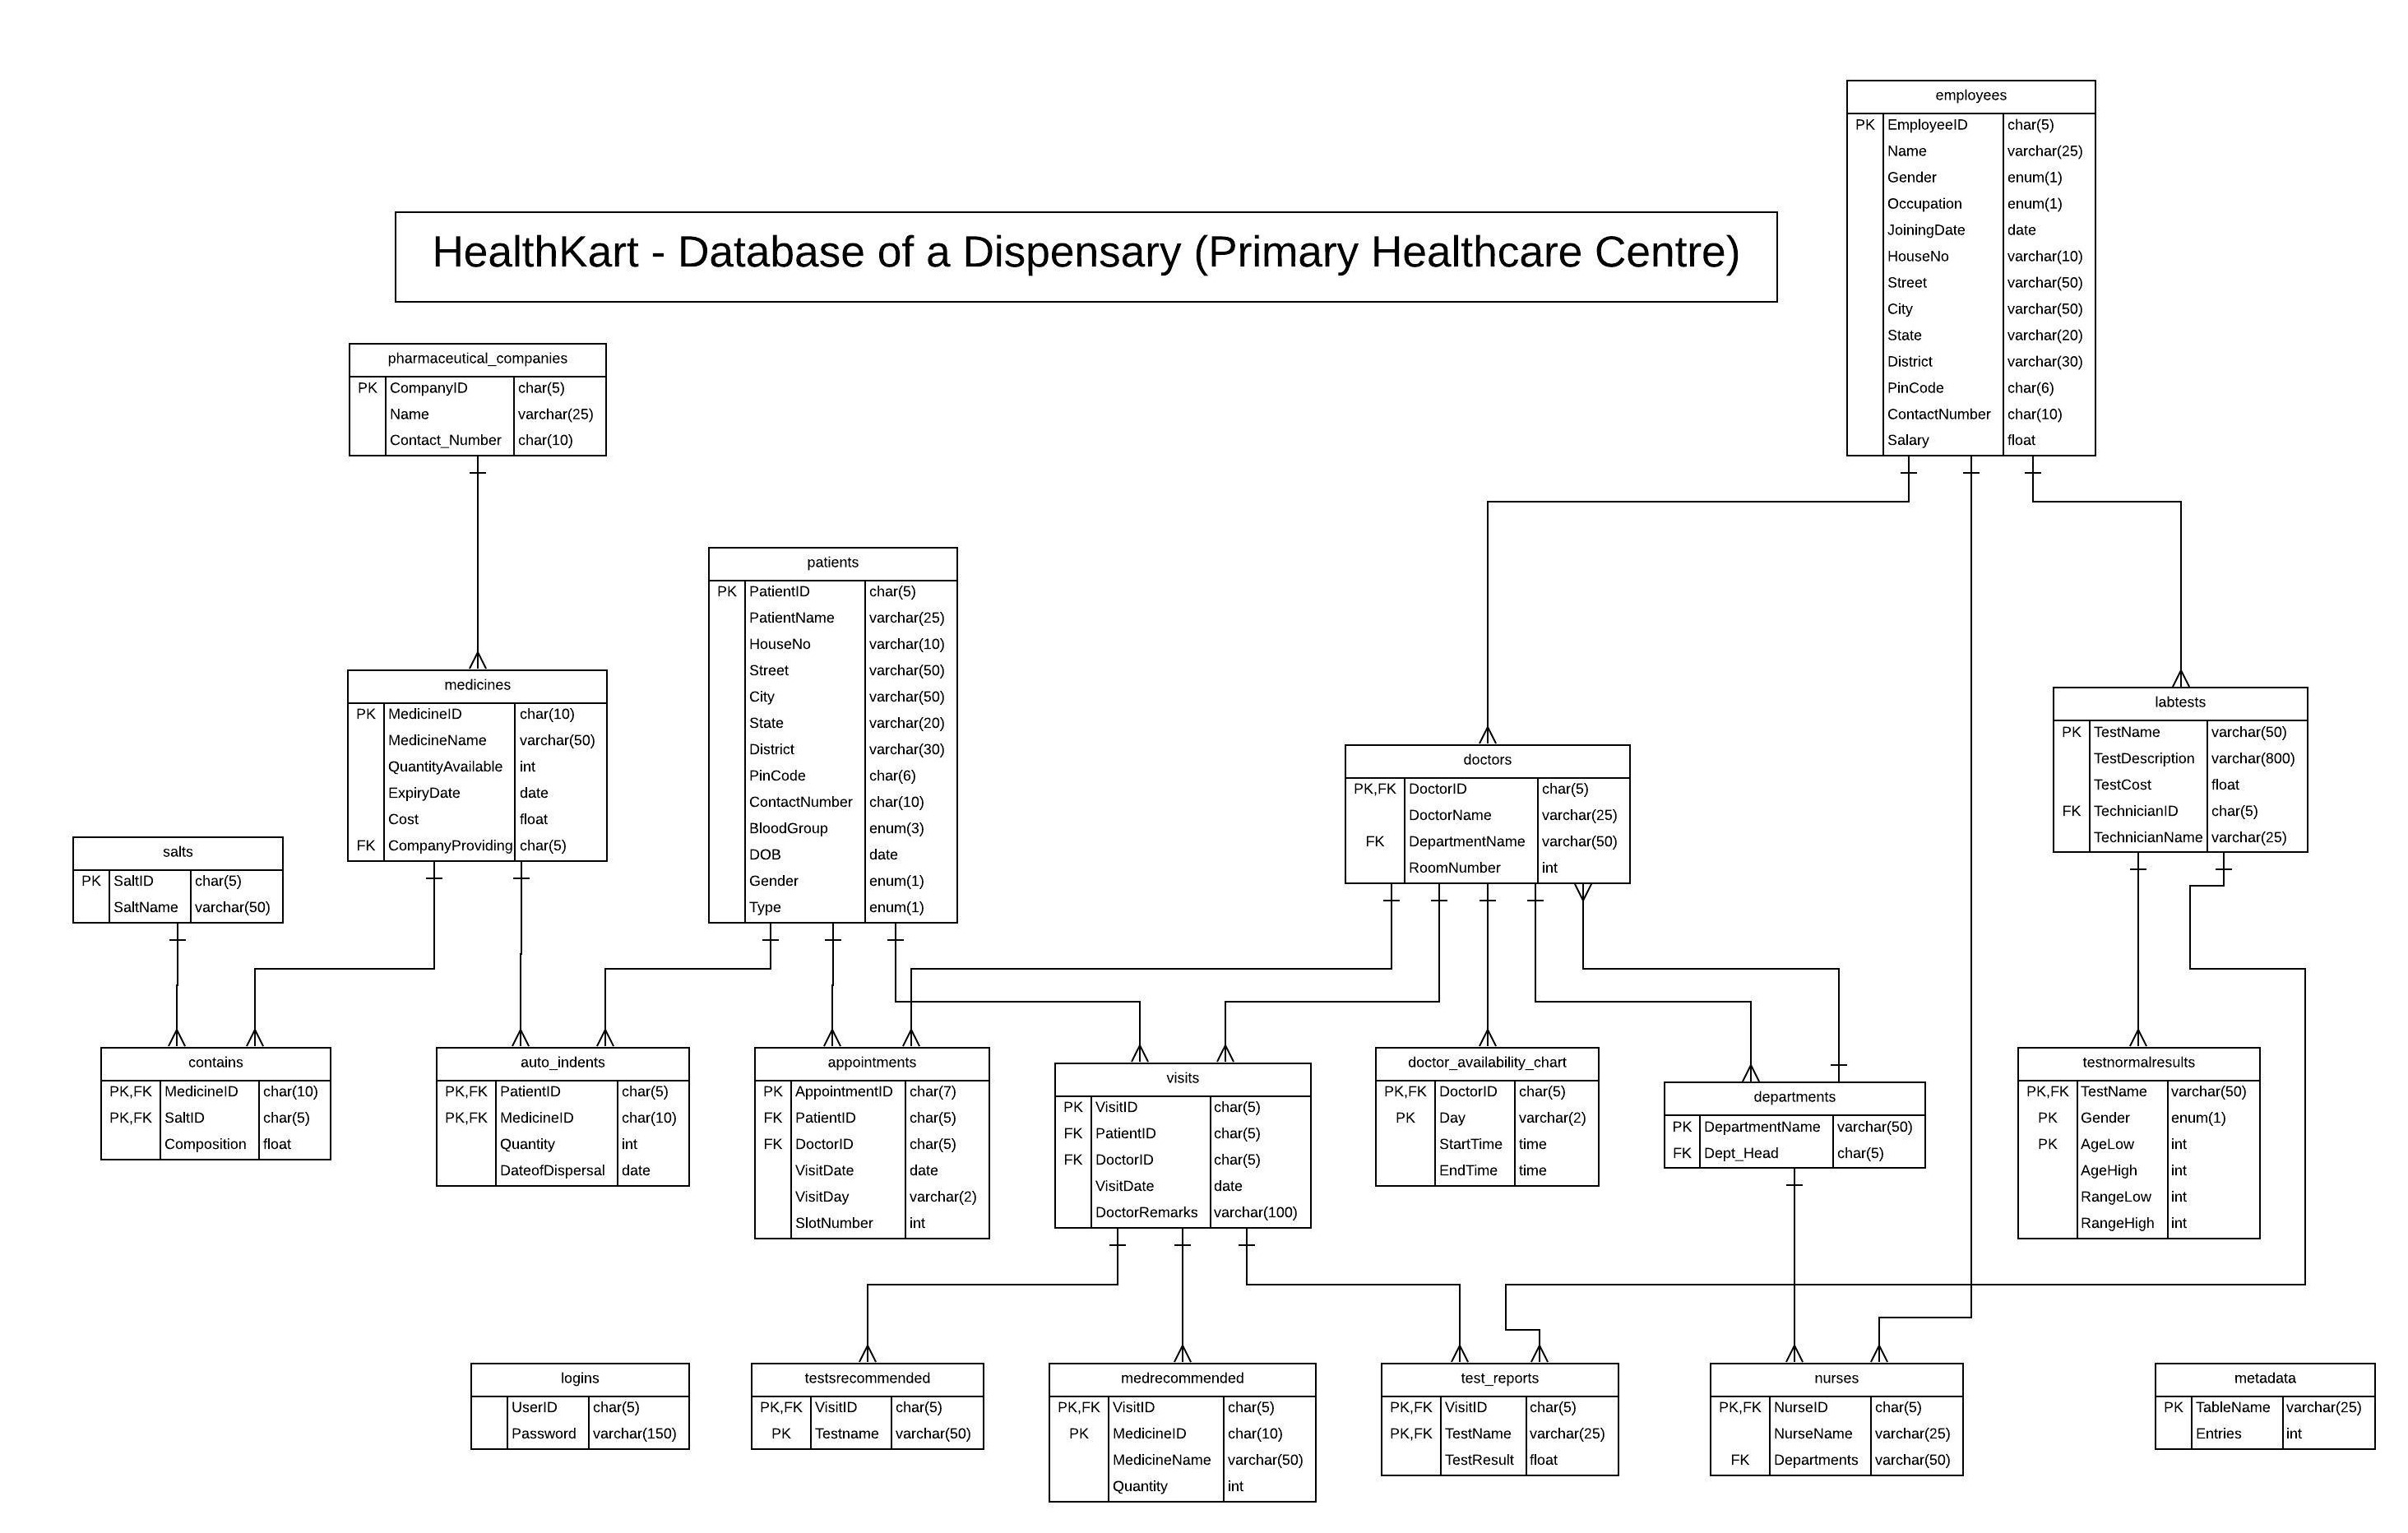 employees
PK EmployeeID char(5)
Name varchar(25)
Gender enum(1)
Occupation enum(1)
JoiningDate date
HouseNo varchar(10)
Street varchar(50)
City varchar(50)
State varchar(20)
District varchar(30)
PinCode char(6)
ContactNumber char(10)
Salary float
HealthKart - Database of a Dispensary (Primary Healthcare Centre)
pharmaceutical_companies
PK CompanyID char(5)
Name varchar(25)
Contact_Number char(10)
patients
PK PatientID char(5)
PatientName varchar(25)
HouseNo varchar(10)
Street varchar(50)
City varchar(50)
State varchar(20)
District varchar(30)
PinCode char(6)
ContactNumber char(10)
BloodGroup enum(3)
DOB date
Gender enum(1)
Type enum(1)
medicines
PK MedicineID char(10)
MedicineName varchar(50)
QuantityAvailable int
ExpiryDate date
Cost float
FK CompanyProviding char(5)
labtests
PK TestName varchar(50)
TestDescription varchar(800)
TestCost float
FK TechnicianID char(5)
TechnicianName varchar(25)
doctors
PK,FK DoctorID char(5)
DoctorName varchar(25)
FK DepartmentName varchar(50)
RoomNumber int
salts
PK SaltID char(5)
SaltName varchar(50)
contains
PK,FK MedicineID char(10)
PK,FK SaltID char(5)
Composition float
auto_indents
PK,FK PatientID char(5)
PK,FK MedicineID char(10)
Quantity int
DateofDispersal date
appointments
PK AppointmentID char(7)
FK PatientID char(5)
FK DoctorID char(5)
VisitDate date
VisitDay varchar(2)
SlotNumber int
visits
PK VisitID char(5)
FK PatientID char(5)
FK DoctorID char(5)
VisitDate date
DoctorRemarks varchar(100)
doctor_availability_chart
PK,FK DoctorID char(5)
PK Day varchar(2)
StartTime time
EndTime time
departments
PK DepartmentName varchar(50)
FK Dept_Head char(5)
testnormalresults
PK,FK TestName varchar(50)
PK Gender enum(1)
PK AgeLow int
AgeHigh int
RangeLow int
RangeHigh int
logins
UserID char(5)
Password varchar(150)
testsrecommended
PK,FK VisitID char(5)
PK Testname varchar(50)
medrecommended
PK,FK VisitID char(5)
PK MedicineID char(10)
MedicineName varchar(50)
Quantity int
test_reports
PK,FK VisitID char(5)
PK,FK TestName varchar(25)
TestResult float
nurses
PK,FK NurseID char(5)
NurseName varchar(25)
FK Departments varchar(50)
metadata
PK TableName varchar(25)
Entries int